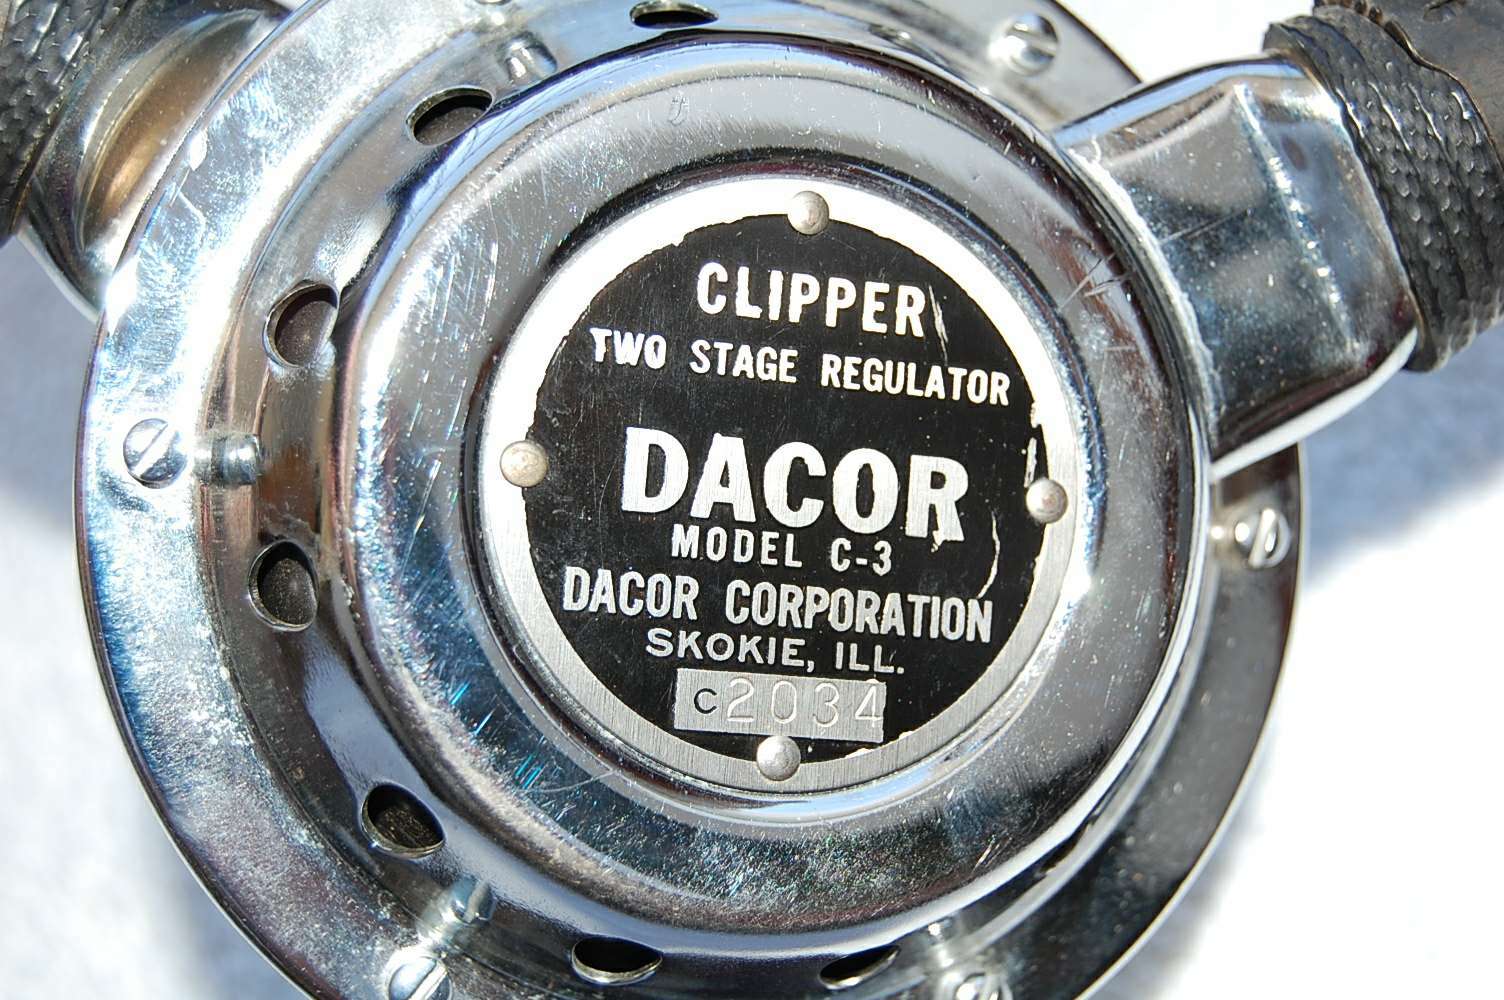 CLIPPER
TWO STAGE REGULATOR
DACOR
MODEL C-3
DACOR CORPORATION
SKOKIE, ILL.
C2034